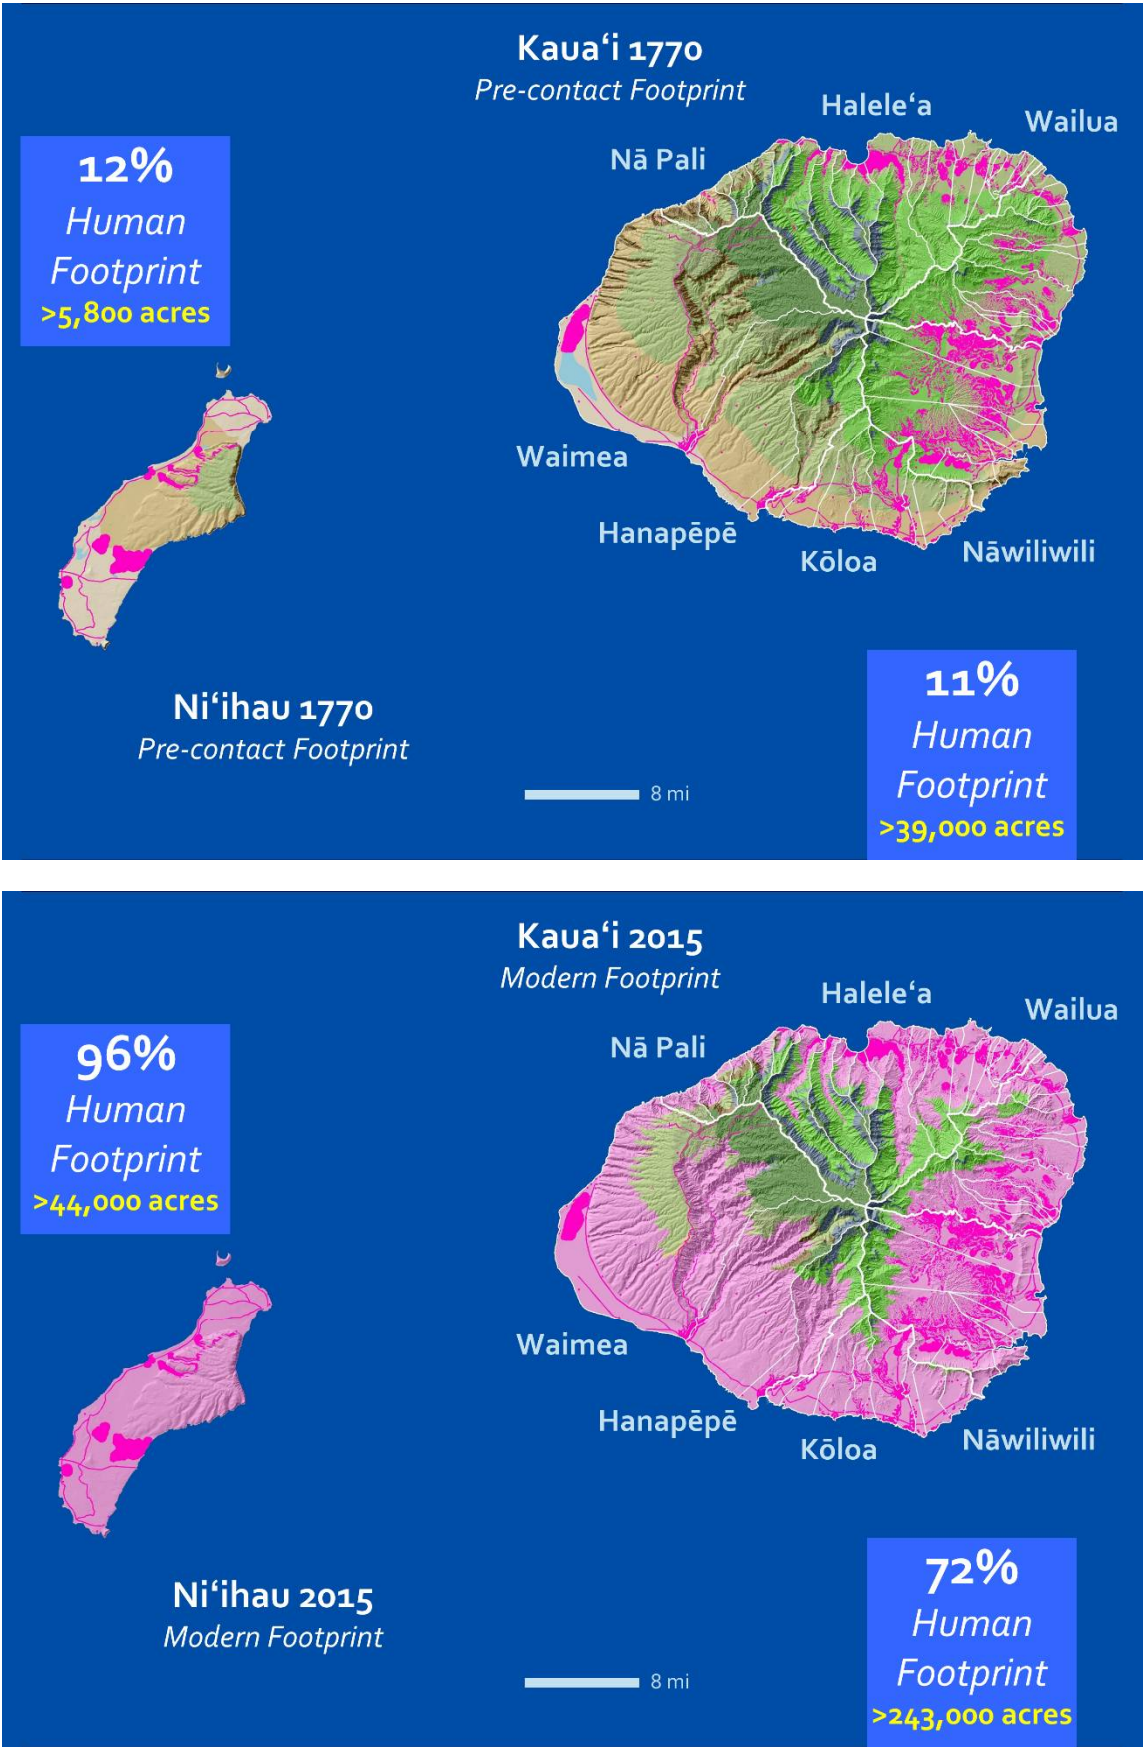 Kauaʻi 1770
Pre-contact Footprint
Haleleʻa
Wailua
Nā Pali
12%
Human
Footprint
>5,800 acres
Waimea
Hanapēpē
Kōloa
Nāwiliwili
Niʻihau 1770
Pre-contact Footprint
11%
Human
Footprint
>39,000 acres
8 mi
Kauaʻi 2015
Modern Footprint
Haleleʻa
Wailua
Nā Pali
96%
Human
Footprint
>44,000 acres
Waimea
Hanapēpē
Kōloa
Nāwiliwili
Niʻihau 2015
Modern Footprint
72%
Human
Footprint
>243,000 acres
8 mi